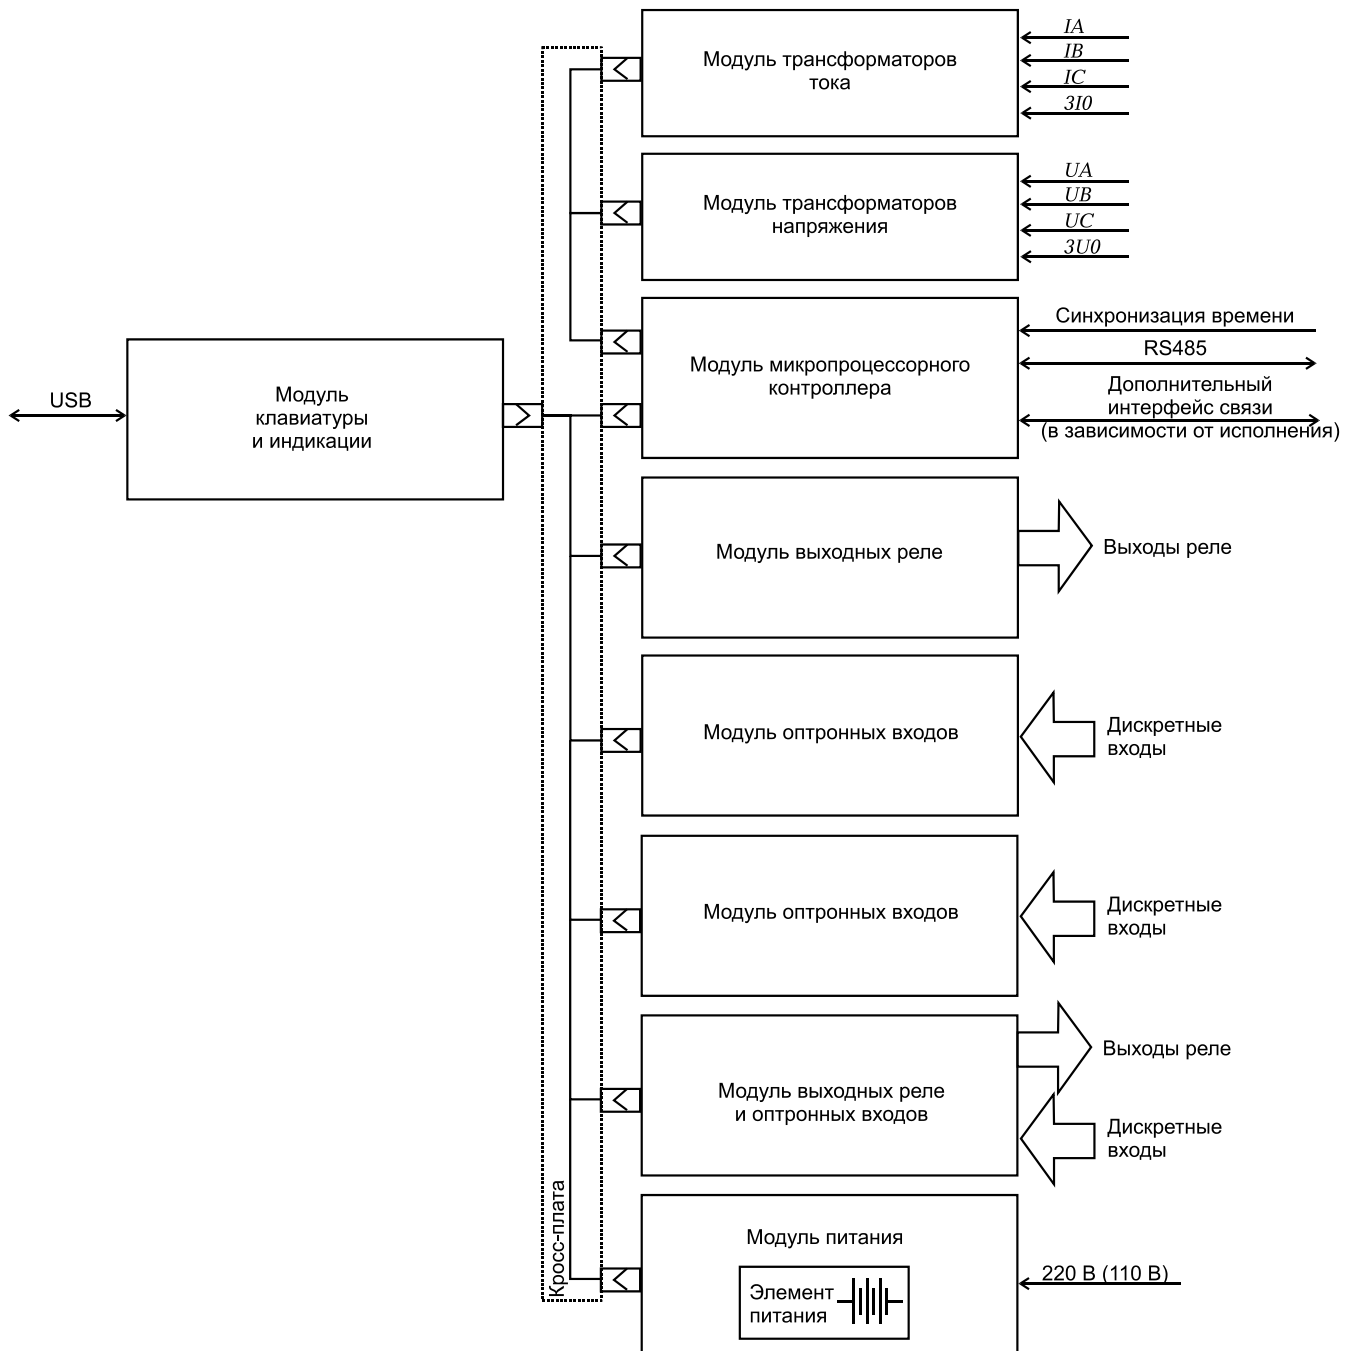 Модуль трансформаторов
тока
IA
IB
IC
3I0
Модуль трансформаторов
напряжения
UA
UB
UC
3U0
Модуль микропроцессорного
контроллера
Синхронизация времени
RS485
Дополнительный
интерфейс связи
(в зависимости от исполнения)
USB
Модуль
клавиатуры
и индикации
Модуль выходных реле
Выходы реле
Модуль оптронных входов
Дискретные
входы
Модуль оптронных входов
Дискретные
входы
Модуль выходных реле
и оптронных входов
Выходы реле
Дискретные
входы
Кросс-плата
Модуль питания
Элемент
питания
220 В (110 В)